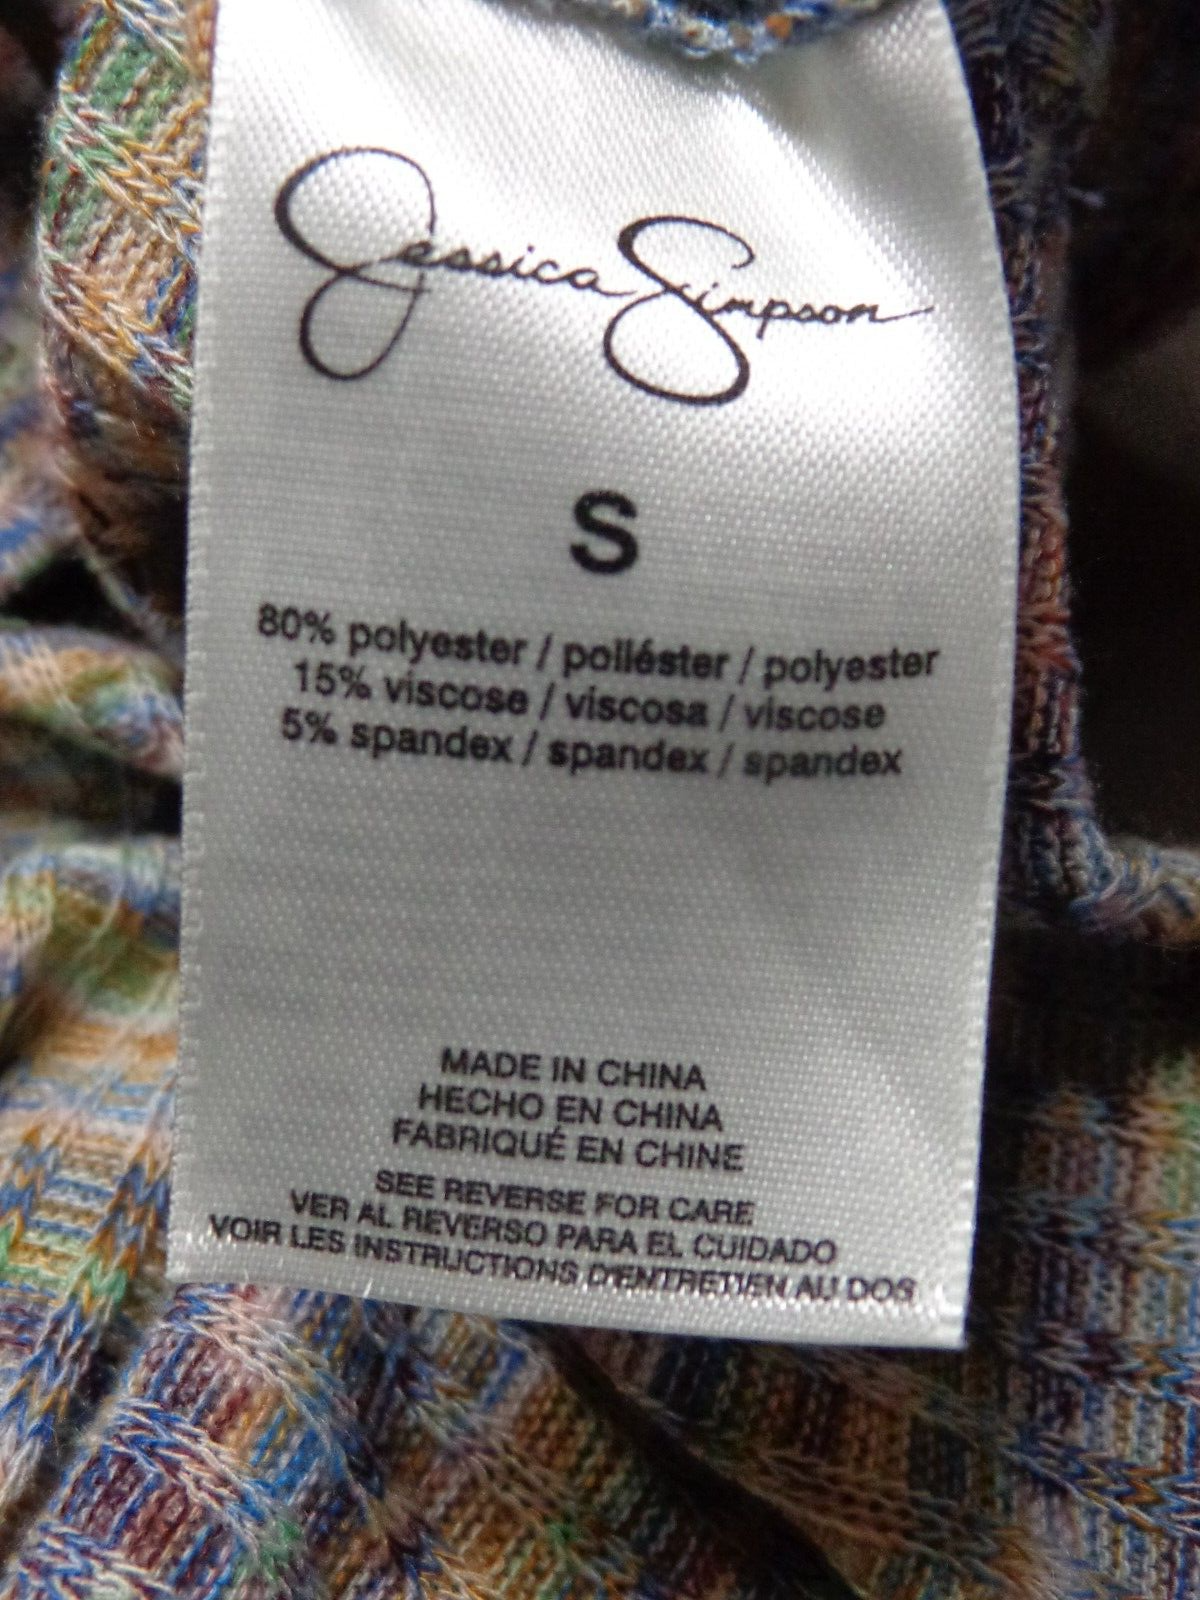 Jessica Simpson
S
80% polyester / poliéster / polyester
15% viscose / viscosa / viscose
5% spandex / spandex / spandex
MADE IN CHINA
HECHO EN CHINA
FABRIQUÉ EN CHINE
SEE REVERSE FOR CARE
VER AL REVERSO PARA EL CUIDADO
VOIR LES INSTRUCTIONS D'ENTRETIEN AU DOS